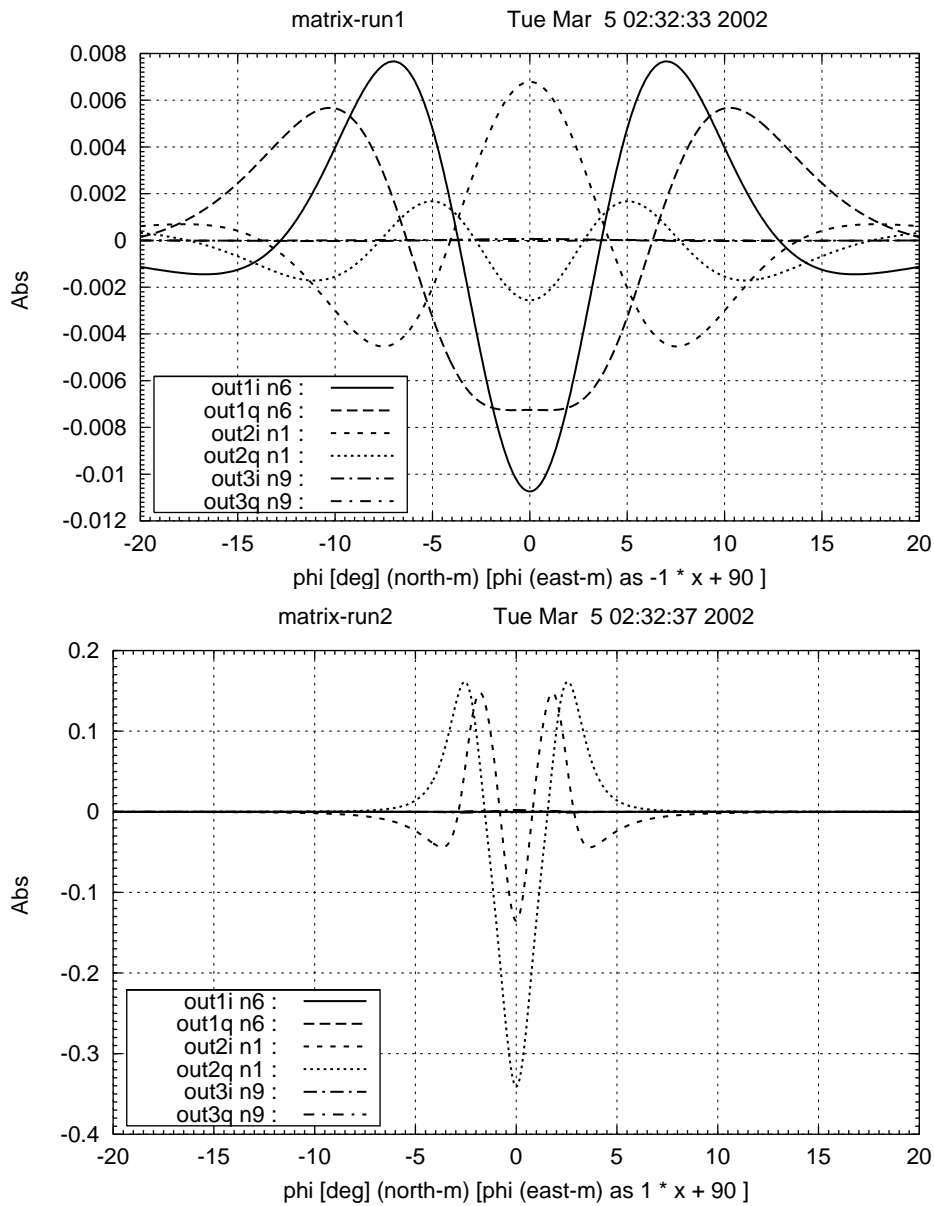 matrix-run1 Tue Mar 5 02:32:33 2002
0.008
0.006
0.004
0.002
0
-0.002
-0.004
-0.006
-0.008
-0.01
-0.012
Abs
out1i n6 :
out1q n6 :
out2i n1 :
out2q n1 :
out3i n9 :
out3q n9 :
-20 -15 -10 -5 0 5 10 15 20
phi [deg] (north-m) [phi (east-m) as -1 * x + 90 ]
matrix-run2 Tue Mar 5 02:32:37 2002
0.2
0.1
0
-0.1
-0.2
-0.3
-0.4
Abs
out1i n6 :
out1q n6 :
out2i n1 :
out2q n1 :
out3i n9 :
out3q n9 :
-20 -15 -10 -5 0 5 10 15 20
phi [deg] (north-m) [phi (east-m) as 1 * x + 90 ]